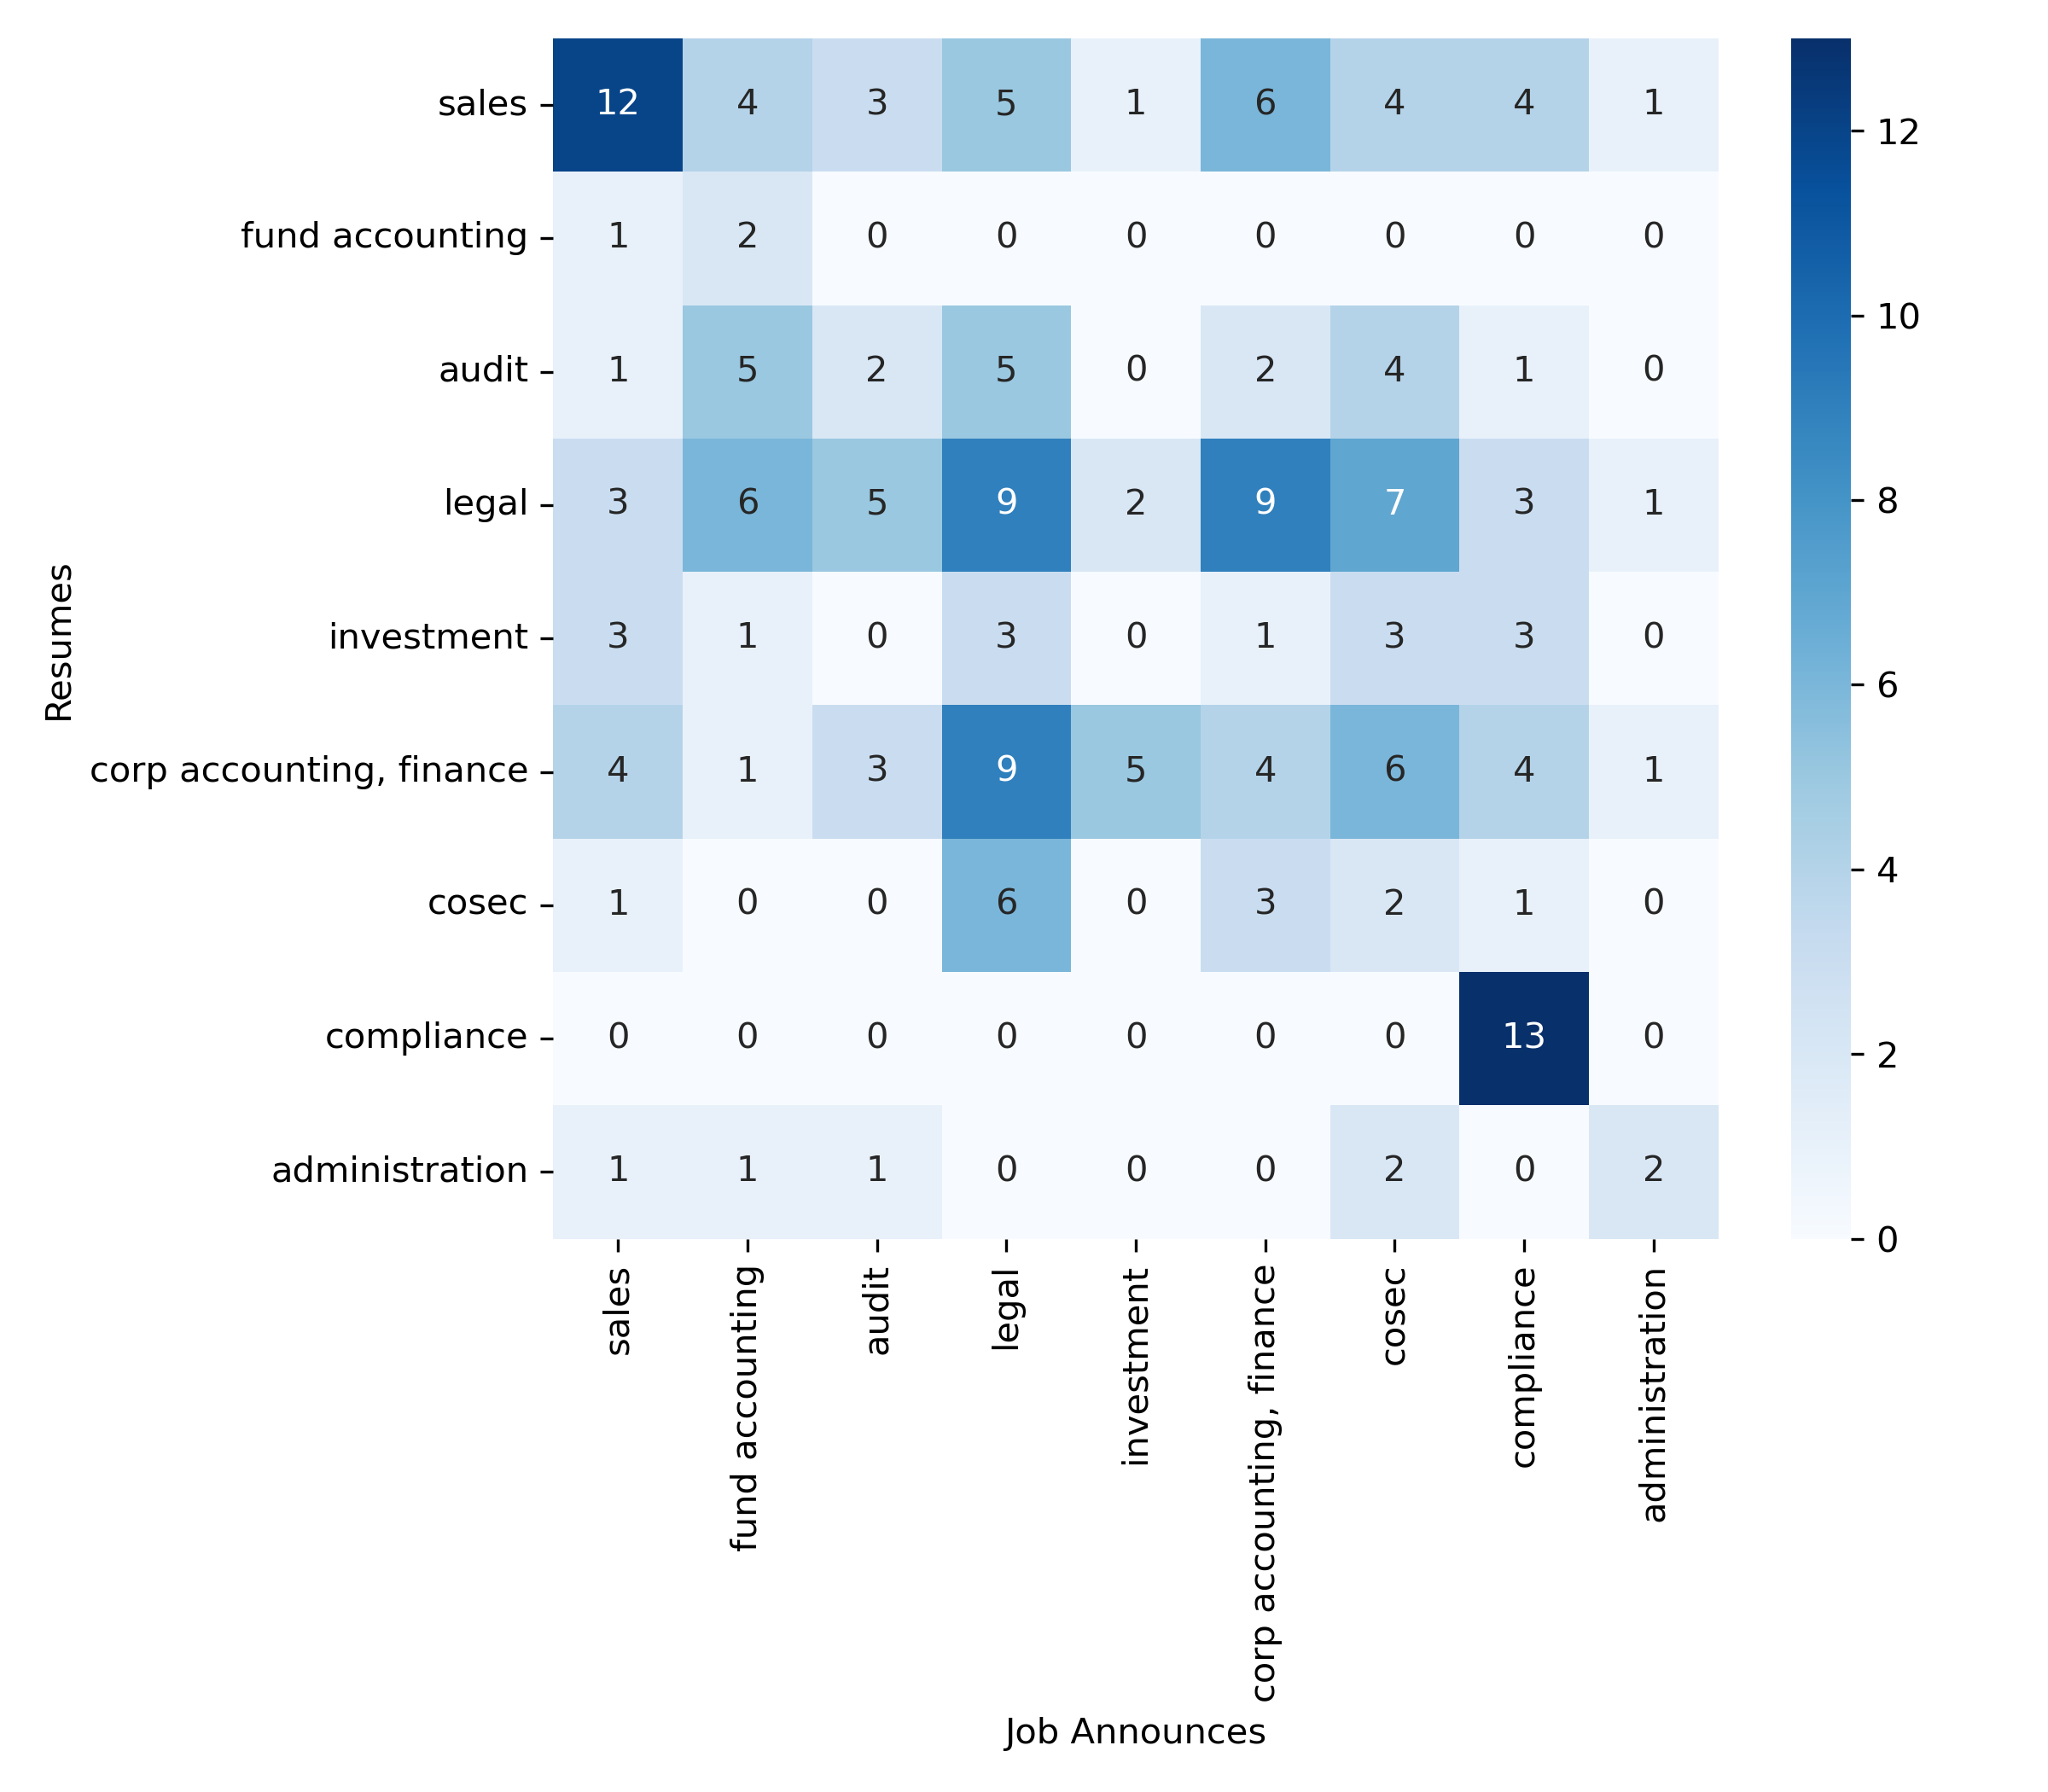 sales 12 4 3 5 1 6 4 4 1
fund accounting 1 2 0 0 0 0 0 0 0
audit 1 5 2 5 0 2 4 1 0
legal 3 6 5 9 2 9 7 3 1
investment 3 1 0 3 0 1 3 3 0
corp accounting, finance 4 1 3 9 5 4 6 4 1
cosec 1 0 0 6 0 3 2 1 0
compliance 0 0 0 0 0 0 0 13 0
administration 1 1 1 0 0 0 2 0 2
Resumes
sales
fund accounting
audit
legal
investment
corp accounting, finance
cosec
compliance
administration
Job Announces
12
10
8
6
4
2
0